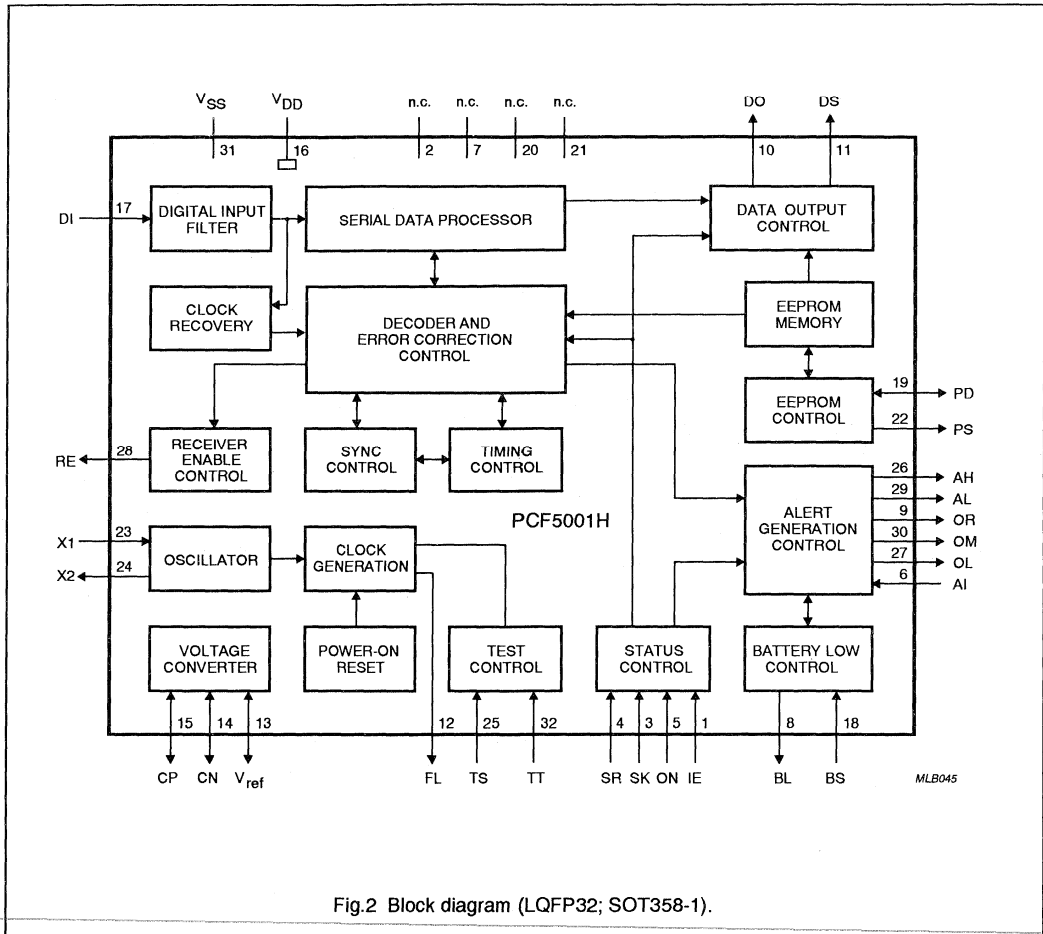 VSS VDD n.c. n.c. n.c. n.c. DO DS
31 16 2 7 20 21 10 11
DI 17
DIGITAL INPUT
FILTER
SERIAL DATA PROCESSOR
DATA OUTPUT
CONTROL
CLOCK
RECOVERY
DECODER AND
ERROR CORRECTION
CONTROL
EEPROM
MEMORY
EEPROM
CONTROL
19 PD
22 PS
RE 28
RECEIVER
ENABLE
CONTROL
SYNC
CONTROL
TIMING
CONTROL
PCF5001H
ALERT
GENERATION
CONTROL
26 AH
29 AL
9 OR
30 OM
27 OL
6 AI
X1 23
X2 24
OSCILLATOR
CLOCK
GENERATION
VOLTAGE
CONVERTER
POWER-ON
RESET
TEST
CONTROL
STATUS
CONTROL
BATTERY LOW
CONTROL
15 14 13 12 25 32 4 3 5 1 8 18
CP CN Vref FL TS TT SR SK ON IE BL BS
MLB045
Fig.2 Block diagram (LQFP32; SOT358-1).